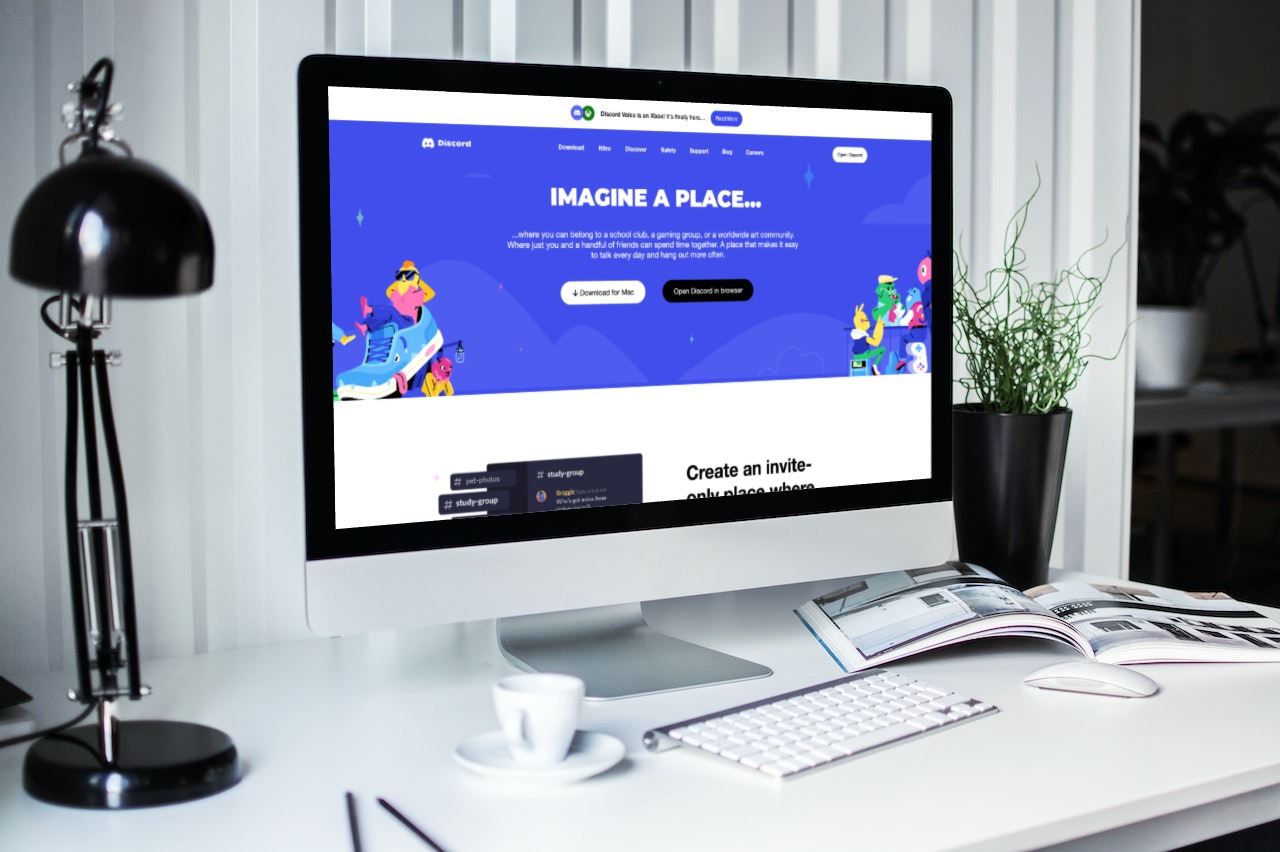 Discord Voice is on Xbox! It's finally here...
Read More
Discord
Download Nitro Discover Safety Support Blog Careers
Open Discord
IMAGINE A PLACE...
...where you can belong to a school club, a gaming group, or a worldwide art community.
Where just you and a handful of friends can spend time together. A place that makes it easy
to talk every day and hang out more often.
Download for Mac
Open Discord in browser
# pet-photos
# study-group
# study-group
Graggle
Who's got notes from
Create an invite-
only place where